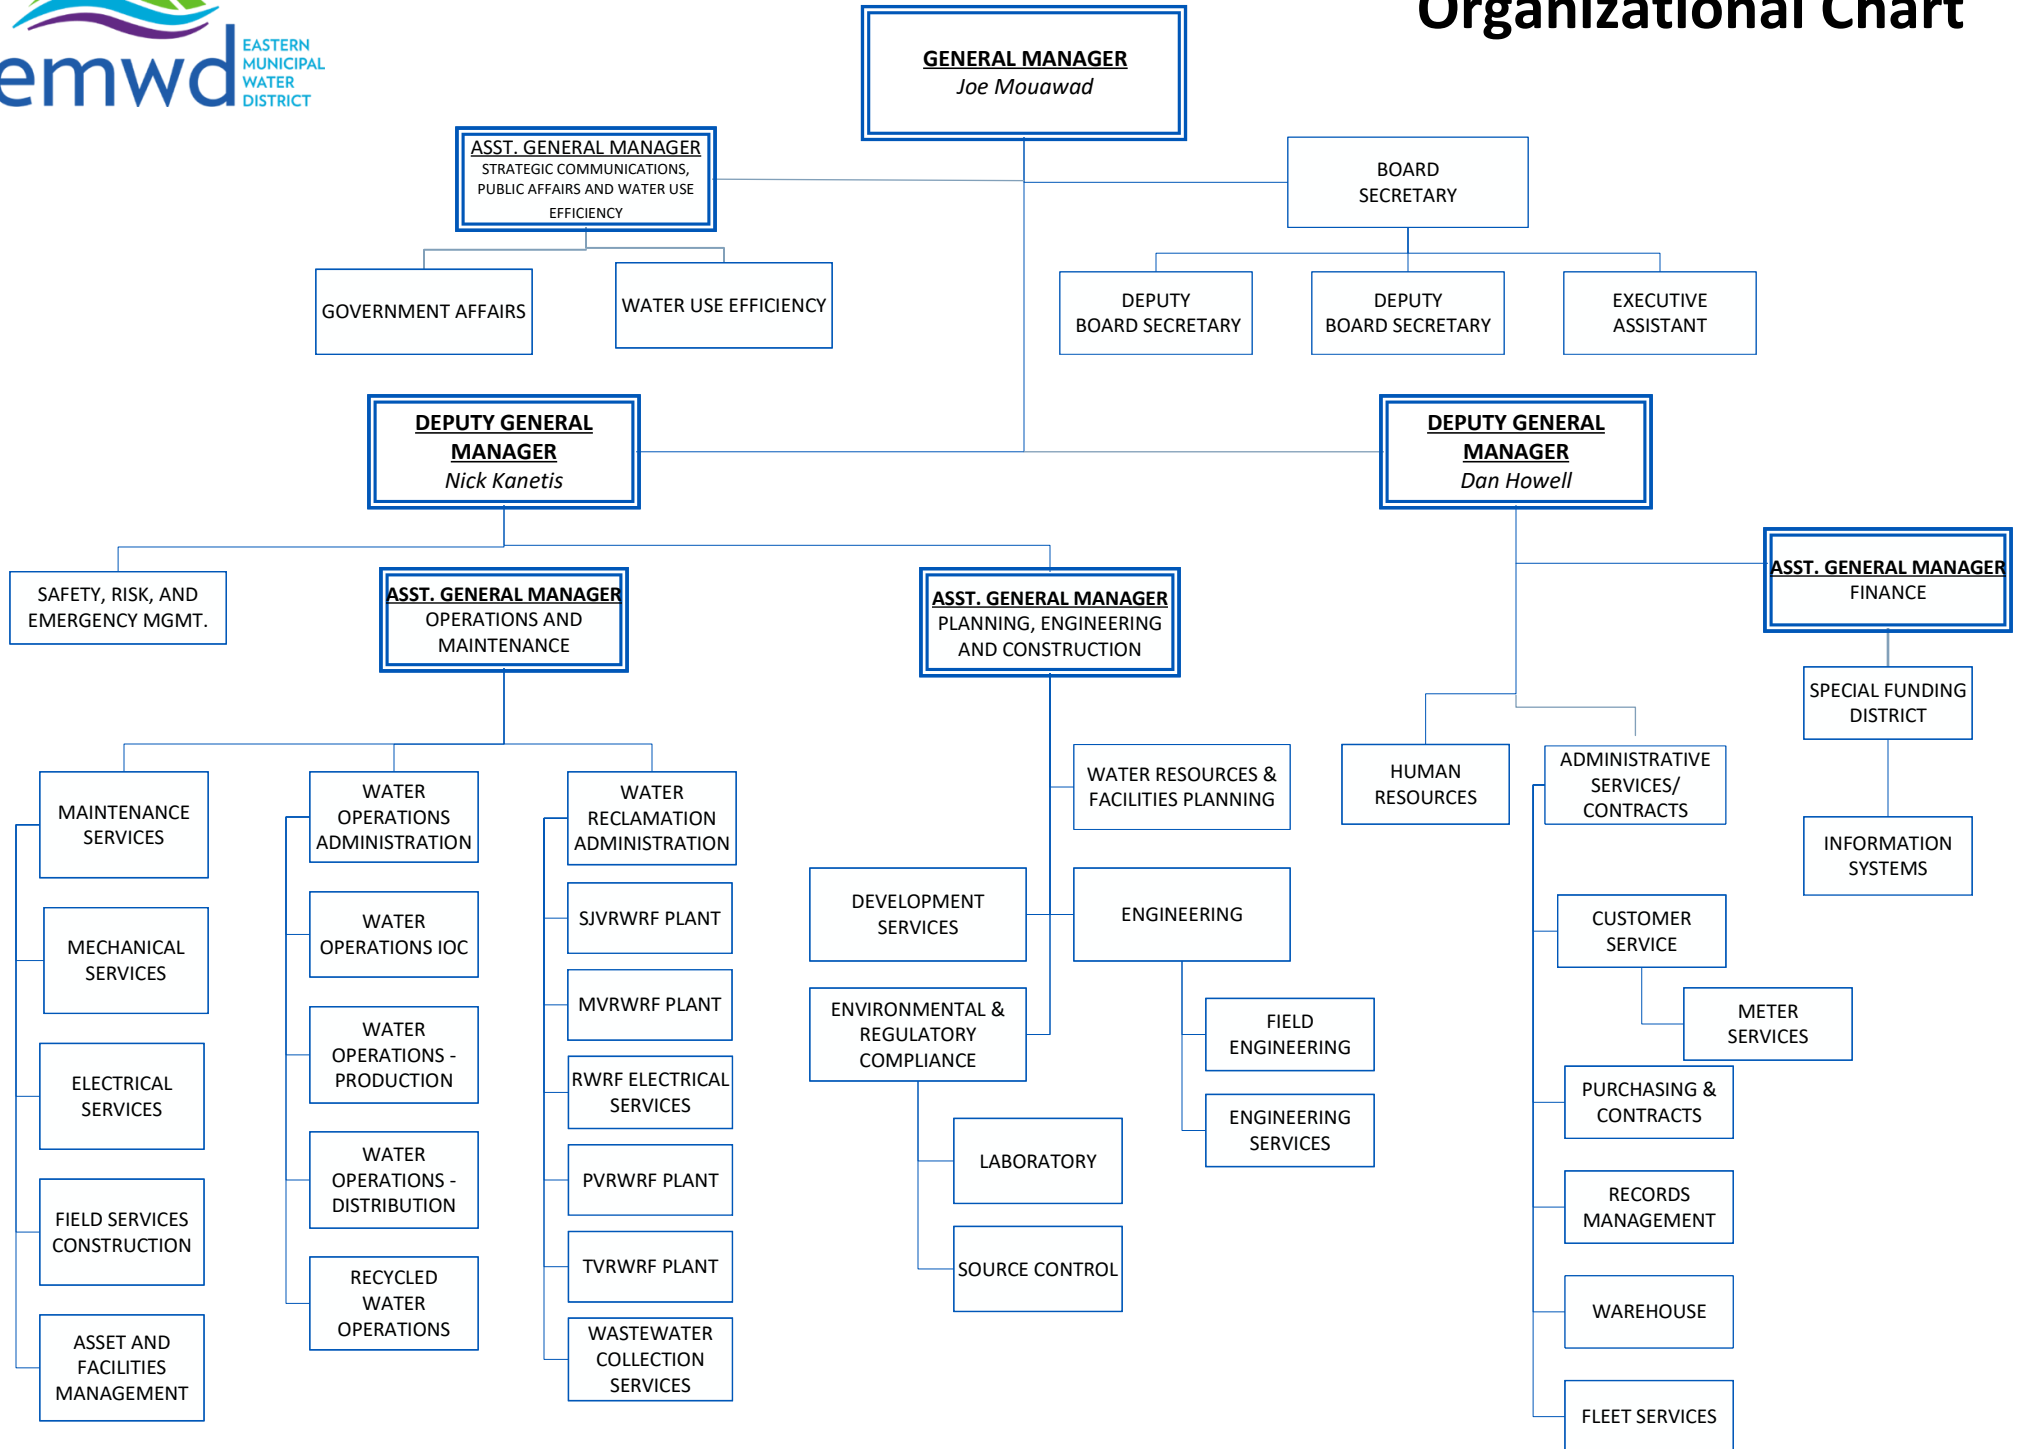 Organizational Chart
emwd
EASTERN
MUNICIPAL
WATER
DISTRICT
GENERAL MANAGER
Joe Mouawad
ASST. GENERAL MANAGER
STRATEGIC COMMUNICATIONS,
PUBLIC AFFAIRS AND WATER USE
EFFICIENCY
BOARD
SECRETARY
GOVERNMENT AFFAIRS
WATER USE EFFICIENCY
DEPUTY
BOARD SECRETARY
DEPUTY
BOARD SECRETARY
EXECUTIVE
ASSISTANT
DEPUTY GENERAL
MANAGER
Nick Kanetis
DEPUTY GENERAL
MANAGER
Dan Howell
SAFETY, RISK, AND
EMERGENCY MGMT.
ASST. GENERAL MANAGER
OPERATIONS AND
MAINTENANCE
ASST. GENERAL MANAGER
PLANNING, ENGINEERING
AND CONSTRUCTION
ASST. GENERAL MANAGER
FINANCE
MAINTENANCE
SERVICES
MECHANICAL
SERVICES
ELECTRICAL
SERVICES
FIELD SERVICES
CONSTRUCTION
ASSET AND
FACILITIES
MANAGEMENT
WATER
OPERATIONS
ADMINISTRATION
WATER
OPERATIONS IOC
WATER
OPERATIONS -
PRODUCTION
WATER
OPERATIONS -
DISTRIBUTION
RECYCLED
WATER
OPERATIONS
WATER
RECLAMATION
ADMINISTRATION
SJVRWRF PLANT
MVRWRF PLANT
RWRF ELECTRICAL
SERVICES
PVRWRF PLANT
TVRWRF PLANT
WASTEWATER
COLLECTION
SERVICES
WATER RESOURCES &
FACILITIES PLANNING
DEVELOPMENT
SERVICES
ENGINEERING
ENVIRONMENTAL &
REGULATORY
COMPLIANCE
FIELD
ENGINEERING
ENGINEERING
SERVICES
LABORATORY
SOURCE CONTROL
HUMAN
RESOURCES
ADMINISTRATIVE
SERVICES/
CONTRACTS
CUSTOMER
SERVICE
METER
SERVICES
PURCHASING &
CONTRACTS
RECORDS
MANAGEMENT
WAREHOUSE
FLEET SERVICES
SPECIAL FUNDING
DISTRICT
INFORMATION
SYSTEMS